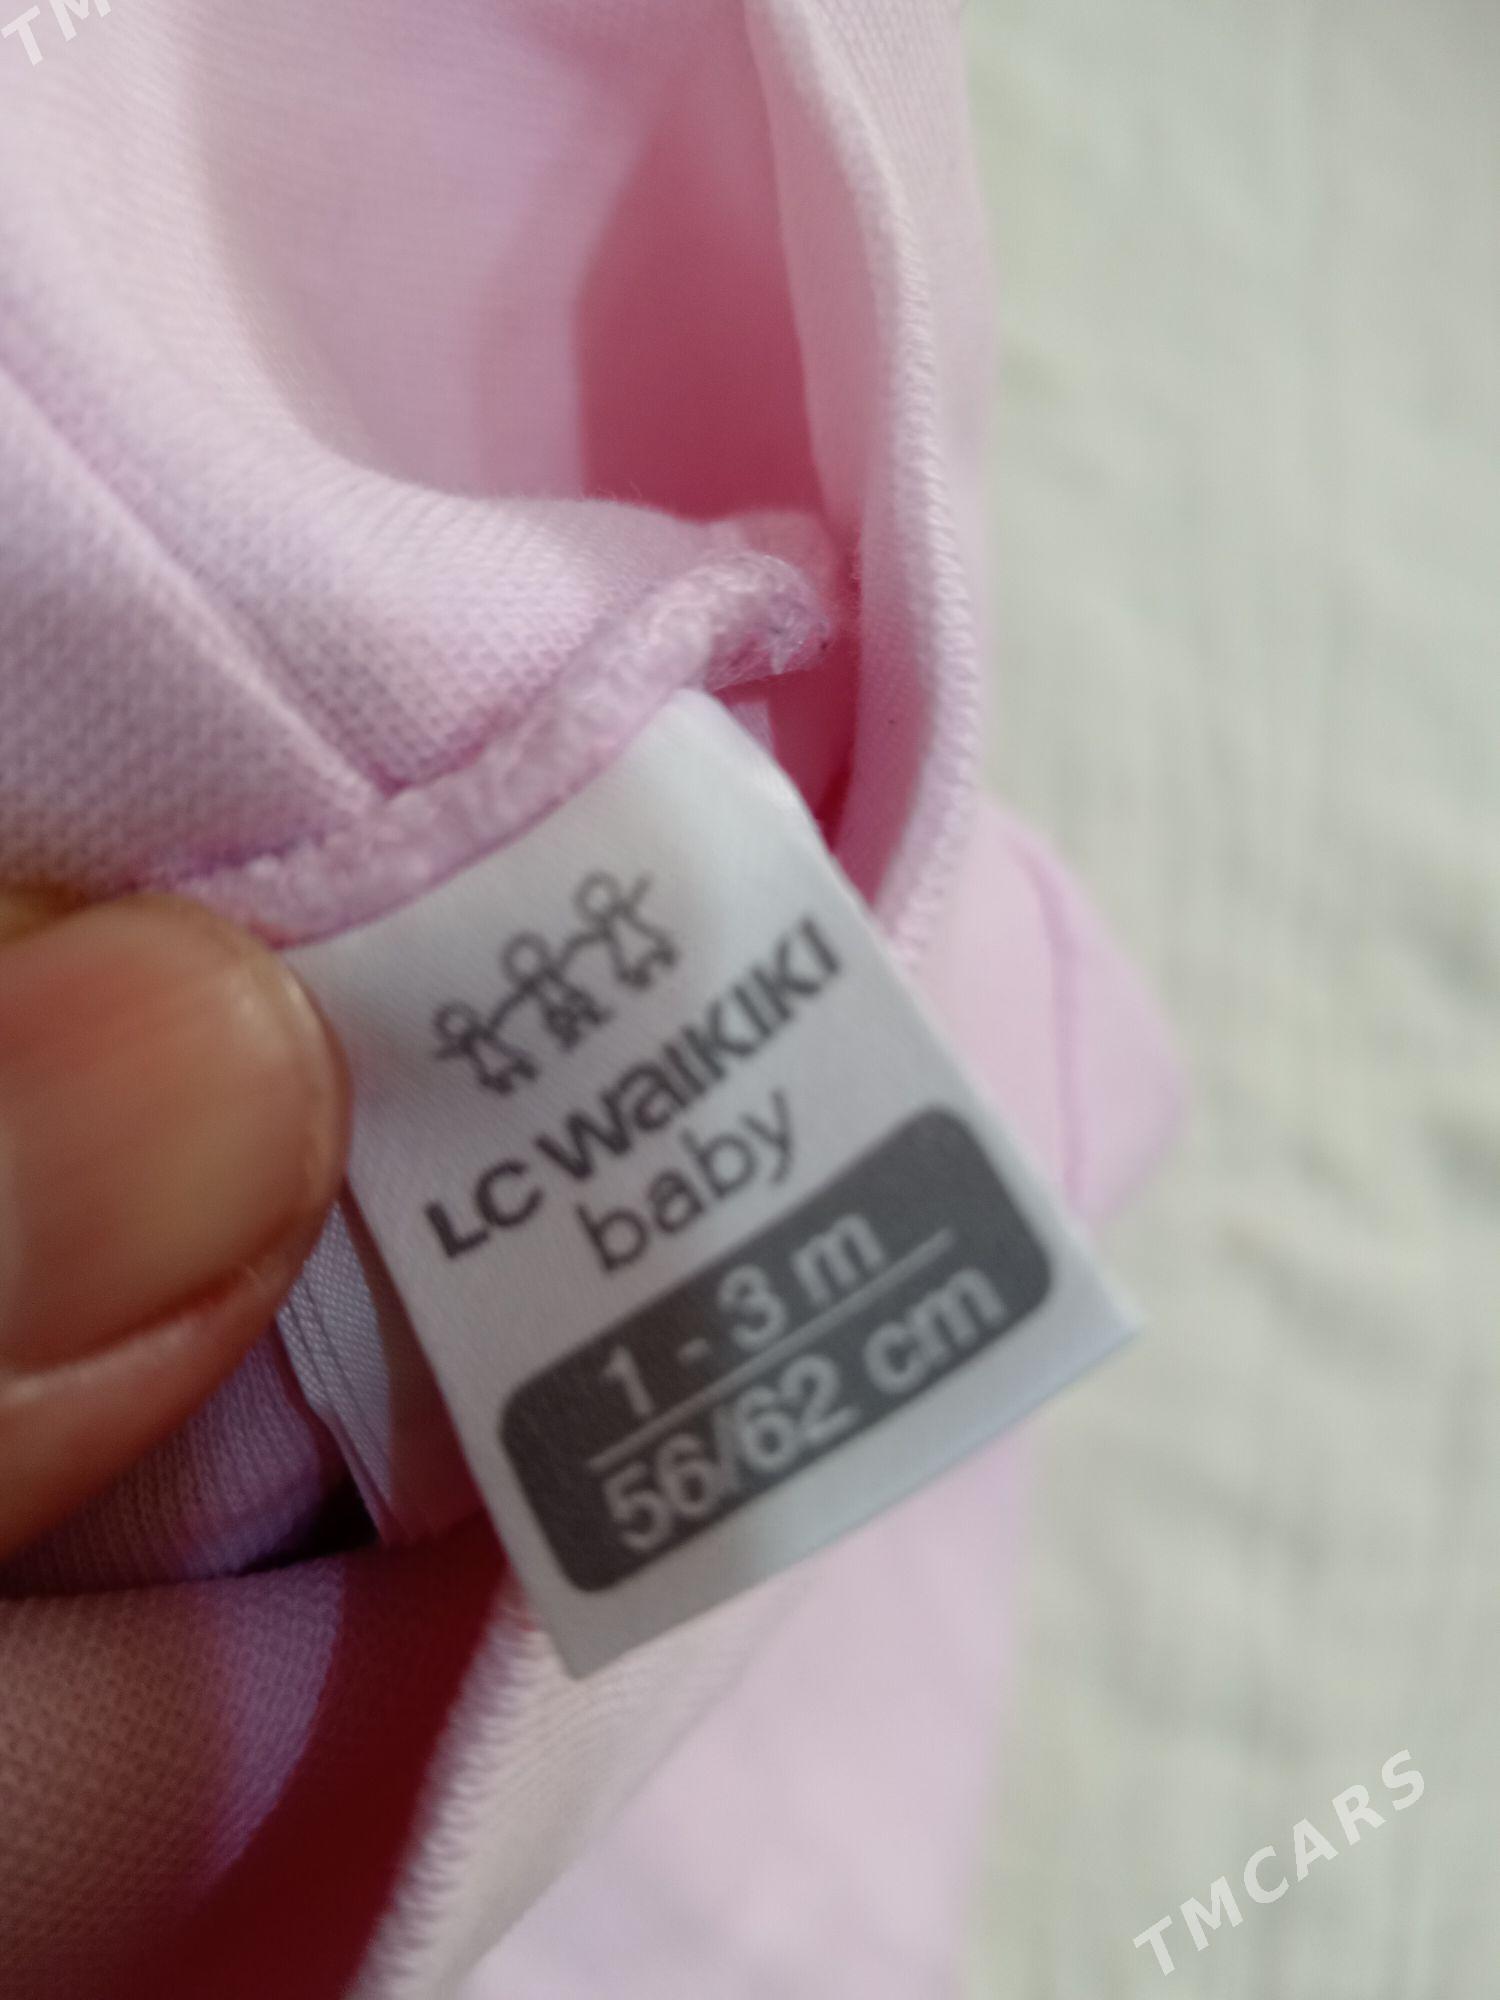 TM
LC WAIKIKI
baby
1 - 3 m
56/62 cm
TMCARS